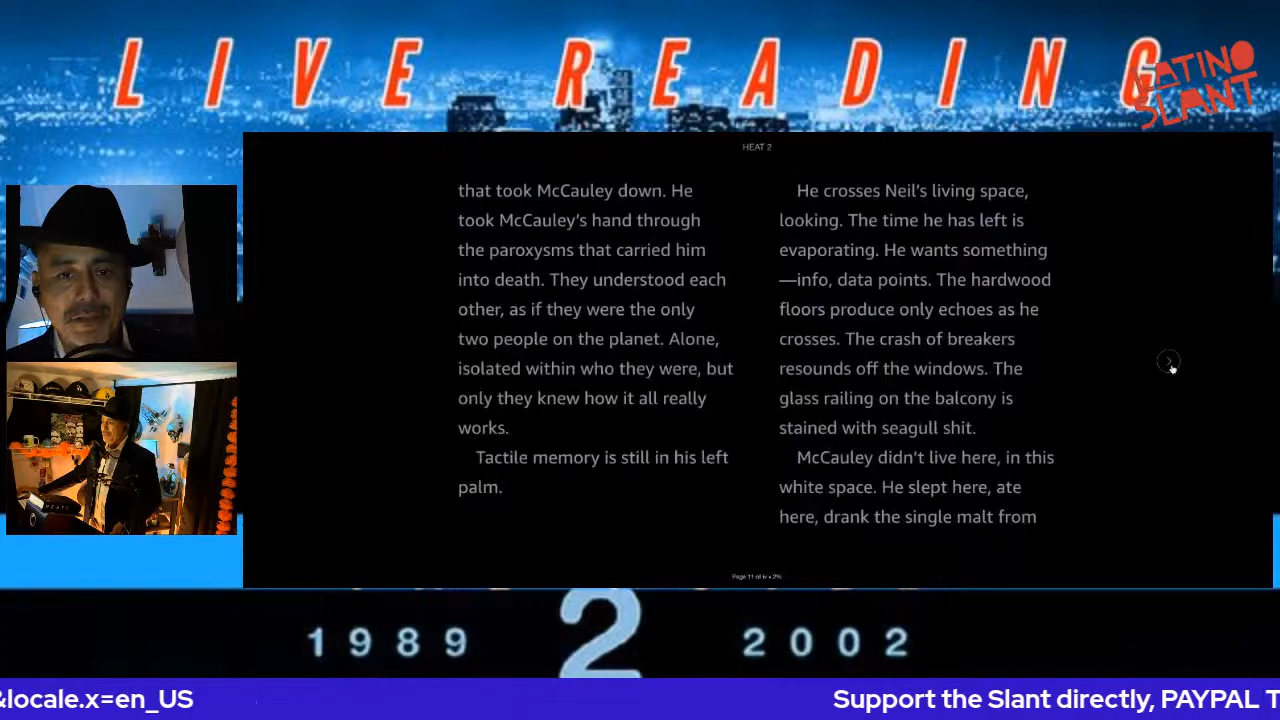 LIVE READING
LATINO
SLANT
HEAT 2
that took McCauley down. He
took McCauley’s hand through
the paroxysms that carried him
into death. They understood each
other, as if they were the only
two people on the planet. Alone,
isolated within who they were, but
only they knew how it all really
works.
Tactile memory is still in his left
palm.
He crosses Neil’s living space,
looking. The time he has left is
evaporating. He wants something
—info, data points. The hardwood
floors produce only echoes as he
crosses. The crash of breakers
resounds off the windows. The
glass railing on the balcony is
stained with seagull shit.
McCauley didn’t live here, in this
white space. He slept here, ate
here, drank the single malt from
Page 11 of iv • 2%
1989 2 2002
&locale.x=en_US
Support the Slant directly, PAYPAL T